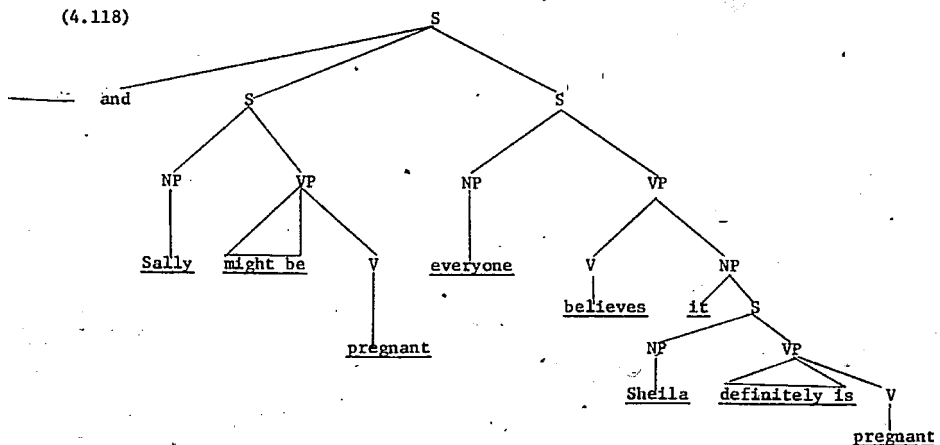 (4.118)
S
and S S
NP VP NP VP
Sally might be V everyone V NP
believes it S
pregnant NP VP
Sheila definitely is V
pregnant